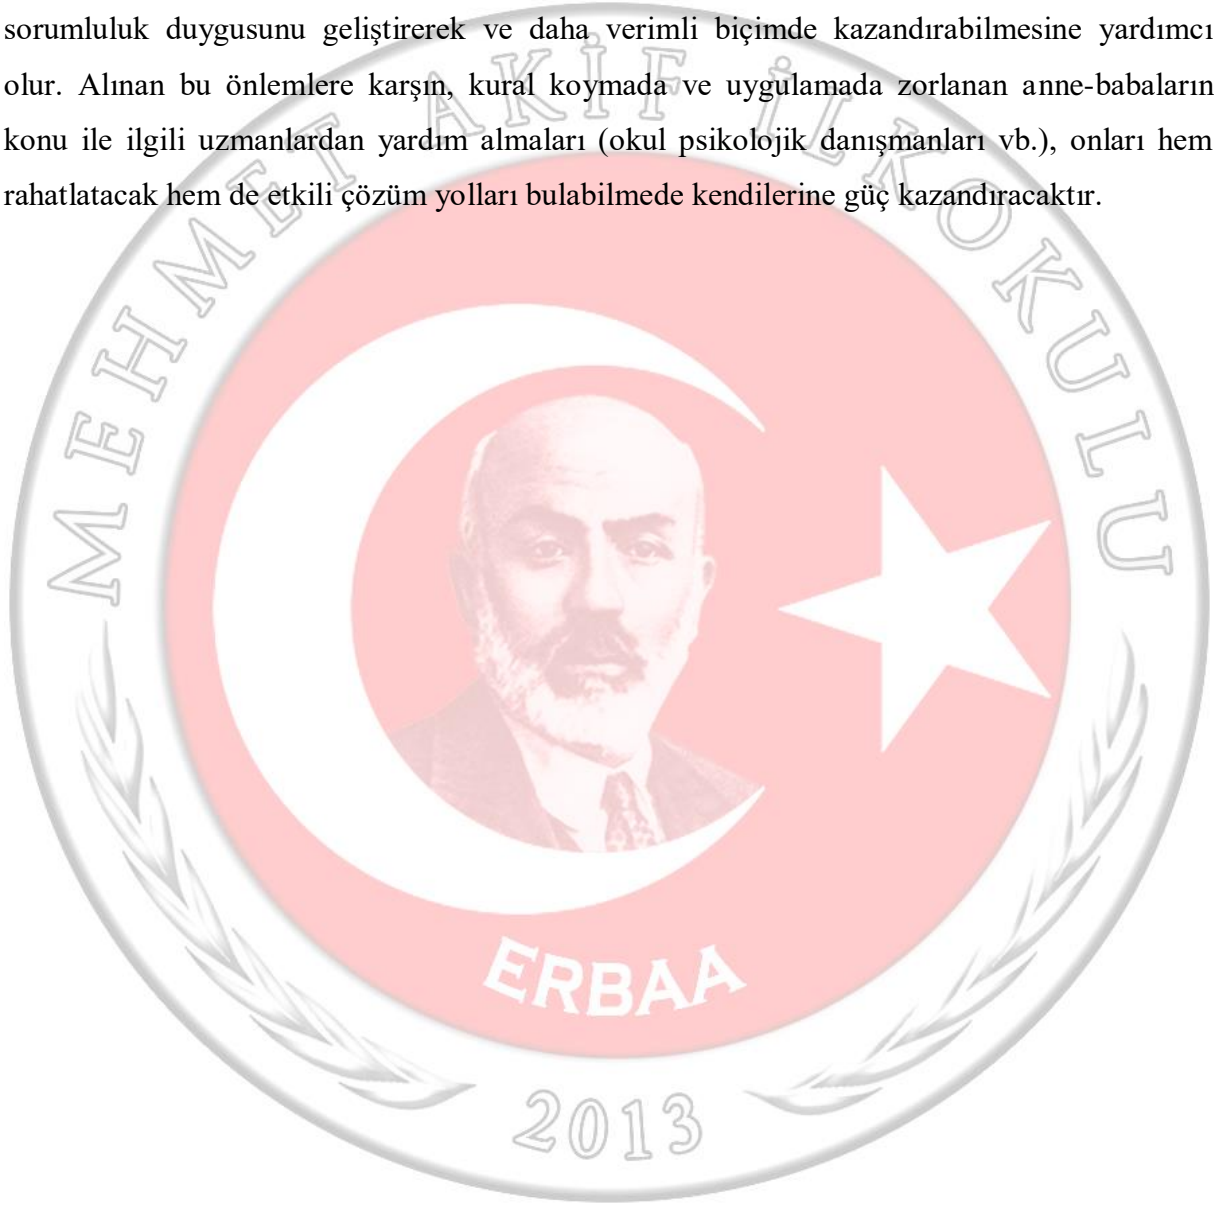 sorumluluk duygusunu geliştirerek ve daha verimli biçimde kazandırabilmesine yardımcı
olur. Alınan bu önlemlere karşın, kural koymada ve uygulamada zorlanan anne-babaların
konu ile ilgili uzmanlardan yardım almaları (okul psikolojik danışmanları vb.), onları hem
rahatlatacak hem de etkili çözüm yolları bulabilmede kendilerine güç kazandıracaktır.
MEHMET AKİF İLKOKULU
ERBAA
2013